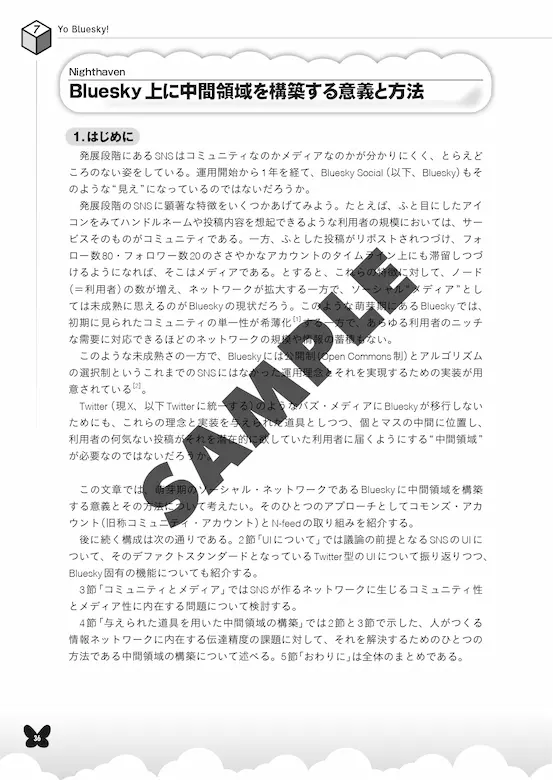 7
Yo Bluesky!
Nighthaven
Bluesky 上に中間領域を構築する意義と方法
1.はじめに
発展段階にあるSNSはコミュニティなのかメディアなのかが分かりにくく、とらえど
ころのない姿をしている。運用開始から1年を経て、Bluesky Social（以下、Bluesky）もそ
のような“見え”になっているのではないだろうか。
発展段階のSNSに顕著な特徴をいくつかあげてみよう。たとえば、ふと目にしたアイ
コンをみてハンドルネームや投稿内容を想起できるような利用者の規模においては、サー
ビスそのものがコミュニティである。一方、ふとした投稿がリポストされつづけ、フォ
ロー数80・フォロワー数20のささやかなアカウントのタイムライン上にも滞留しつづ
けるようになれば、そこはメディアである。とすると、これらの特徴に対して、ノード
（＝利用者）の数が増え、ネットワークが拡大する一方で、ソーシャル“メディア”とし
ては未成熟に思えるのがBlueskyの現状だろう。このような萌芽期にあるBlueskyでは、
初期に見られたコミュニティの単一性が希薄化[1]する一方で、あらゆる利用者のニッチ
な需要に対応できるほどのネットワークの規模や情報の蓄積もない。
このような未成熟さの一方で、Blueskyには公開制（Open Commons制）とアルゴリズム
の選択制というこれまでのSNSにはなかった運用理念とそれを実現するための実装が用
意されている[2]。
Twitter（現X、以下Twitterに統一する）のようなバズ・メディアにBlueskyが移行しない
ためにも、これらの理念と実装を与えられた道具としつつ、個とマスの中間に位置し、
利用者の何気ない投稿がそれを潜在的に欲していた利用者に届くようにする“中間領域”
が必要なのではないだろうか。
この文章では、萌芽期のソーシャル・ネットワークであるBlueskyに中間領域を構築
する意義とその方法について考えたい。そのひとつのアプローチとしてコモンズ・アカ
ウント（旧称コミュニティ・アカウント）とN-feedの取り組みを紹介する。
後に続く構成は次の通りである。2節「UIについて」では議論の前提となるSNSのUIに
ついて、そのデファクトスタンダードとなっているTwitter型のUIについて振り返りつつ、
Bluesky固有の機能についても紹介する。
3節「コミュニティとメディア」ではSNSが作るネットワークに生じるコミュニティ性
とメディア性に内在する問題について検討する。
4節「与えられた道具を用いた中間領域の構築」では2節と3節で示した、人がつくる
情報ネットワークに内在する伝達精度の課題に対して、それを解決するためのひとつの
方法である中間領域の構築について述べる。5節「おわりに」は全体のまとめである。
SAMPLE
36